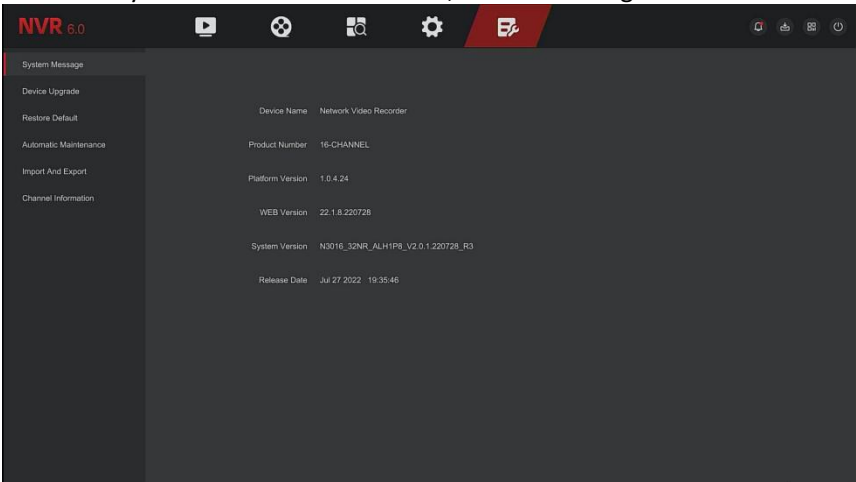 NVR 6.0
System Message
Device Upgrade
Restore Default
Automatic Maintenance
Import And Export
Channel Information
Device Name Network Video Recorder
Product Number 16-CHANNEL
Platform Version 1.0.4.24
WEB Version 22.1.8.220728
System Version N3016_32NR_ALH1P8_V2.0.1.220728_R3
Release Date Jul 27 2022 19:35:46